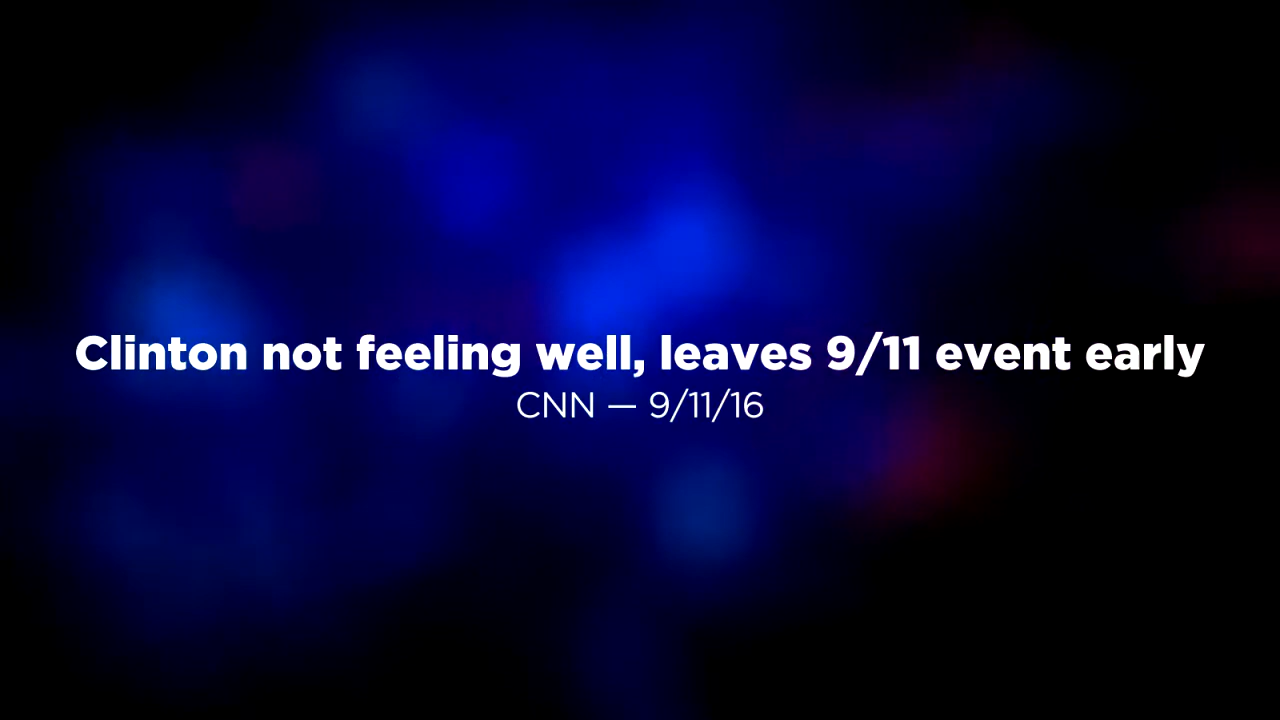 Clinton not feeling well, leaves 9/11 event early
CNN — 9/11/16